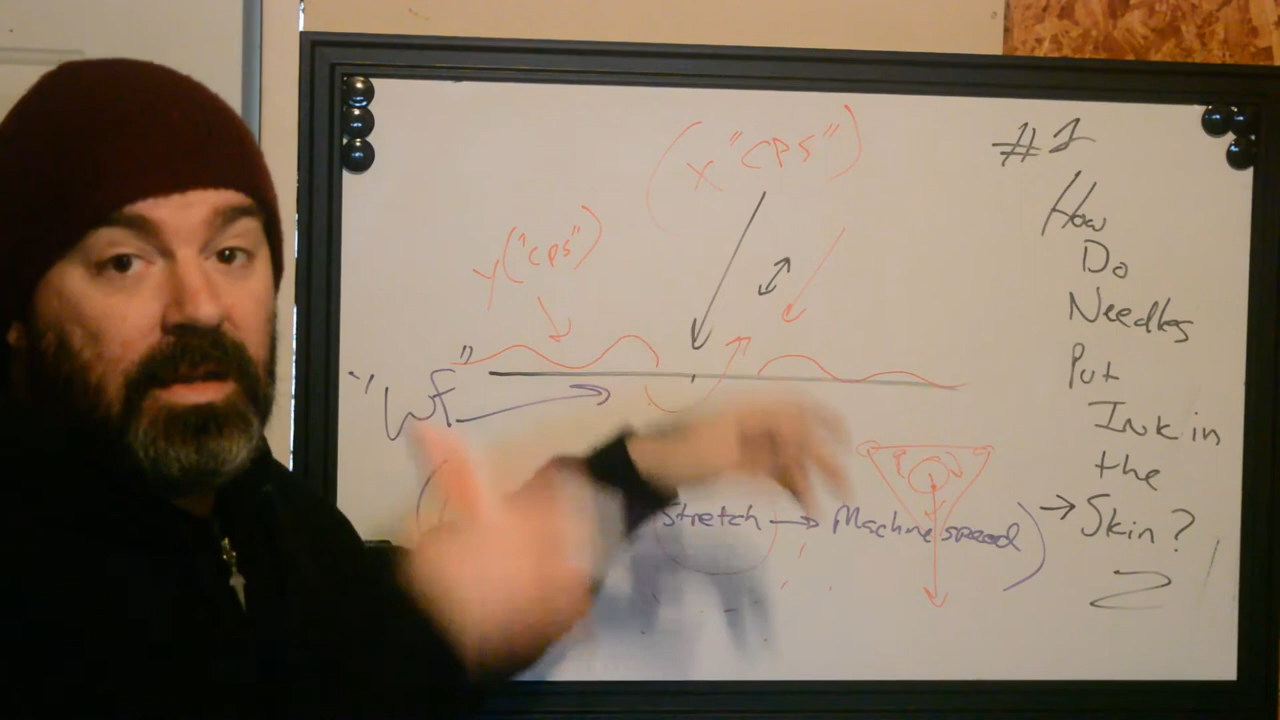 (x "cps")
y("cps")
"Wf"
Stretch → Machine speed) →
#1
How
Do
Needles
Put
Ink in
the
Skin?